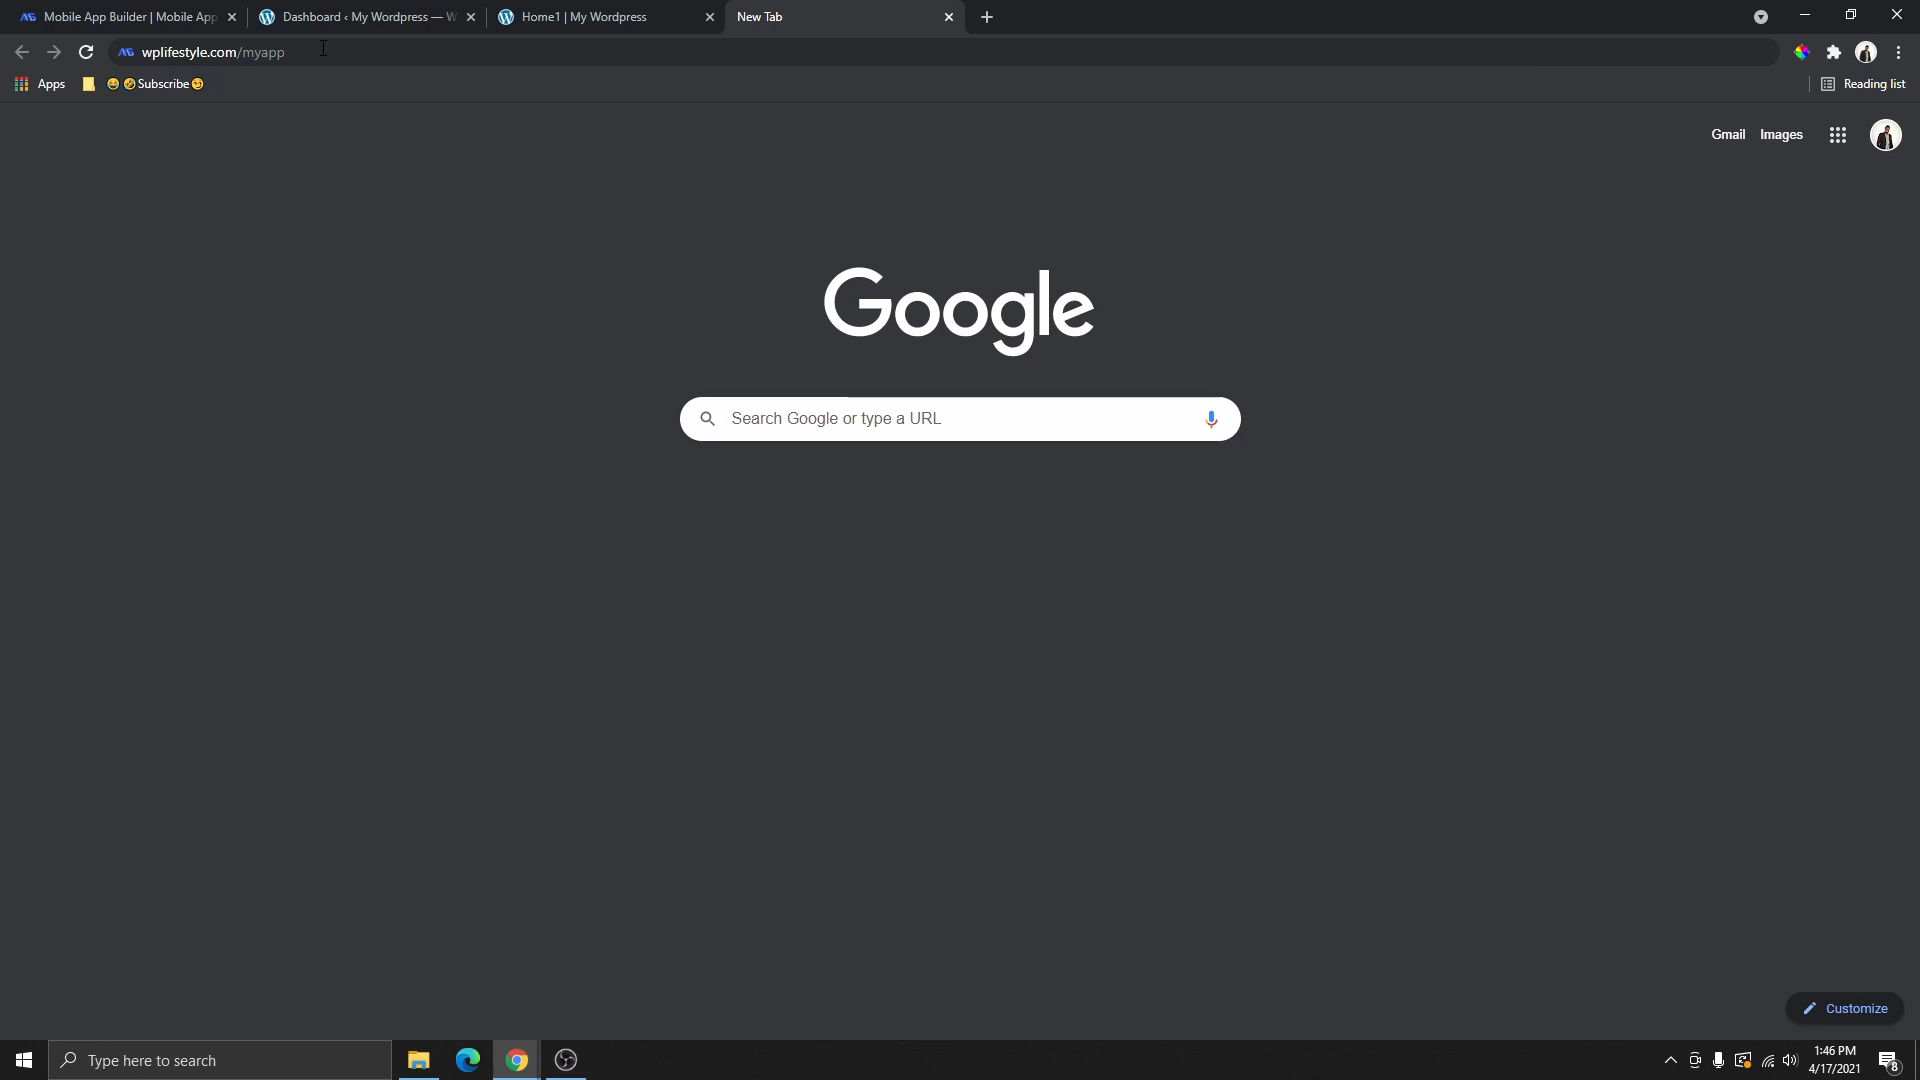 Mobile App Builder | Mobile App
Dashboard ‹ My Wordpress — W
Home1 | My Wordpress
New Tab
wplifestyle.com/myapp
Apps
Subscribe
Reading list
Gmail
Images
Google
Search Google or type a URL
Customize
Type here to search
1:46 PM
4/17/2021
8